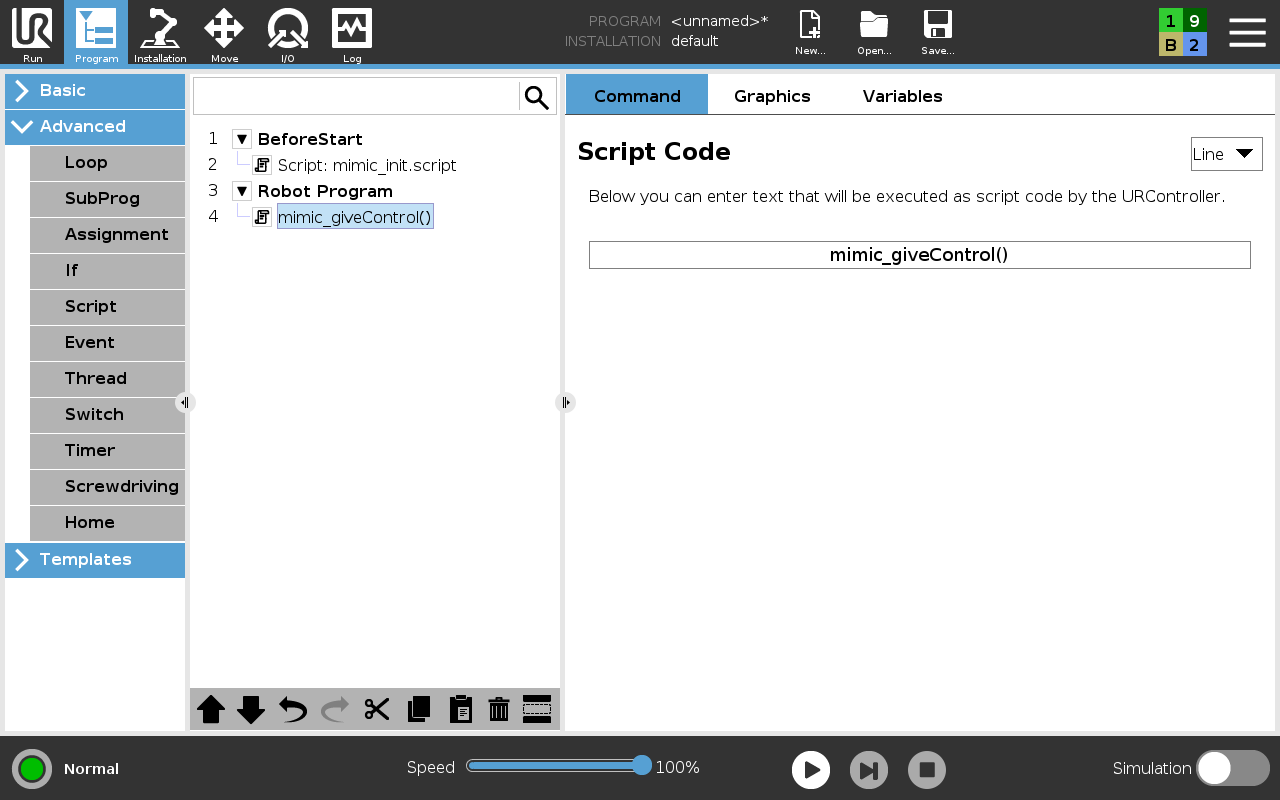 Run
Program
Installation
Move
I/O
Log
PROGRAM <unnamed>*
INSTALLATION default
New...
Open...
Save...
1 9
B 2
Basic
Advanced
Loop
SubProg
Assignment
If
Script
Event
Thread
Switch
Timer
Screwdriving
Home
Templates
1 BeforeStart
2 Script: mimic_init.script
3 Robot Program
4 mimic_giveControl()
Command Graphics Variables
Script Code
Line
Below you can enter text that will be executed as script code by the URController.
mimic_giveControl()
Normal
Speed 100%
Simulation